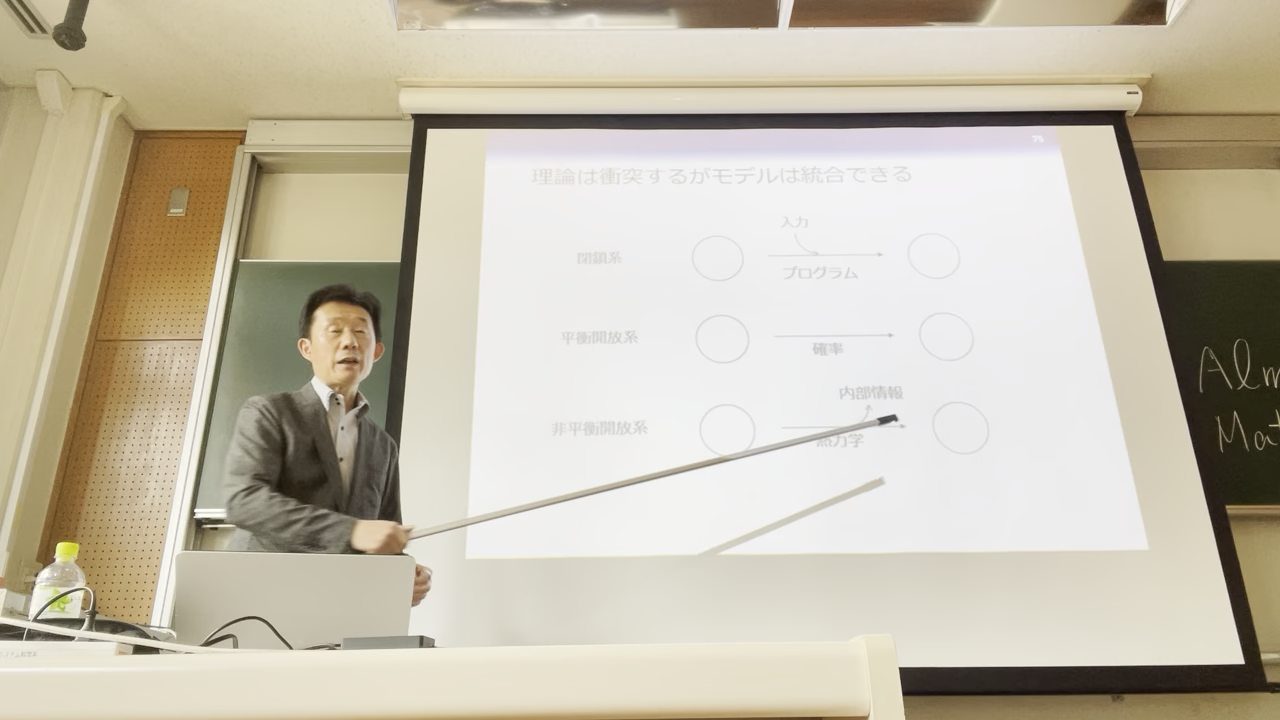 75
理論は衝突するがモデルは統合できる
入力
閉鎖系
プログラム
平衡開放系
確率
内部情報
非平衡開放系
熱力学
Alm
Mat